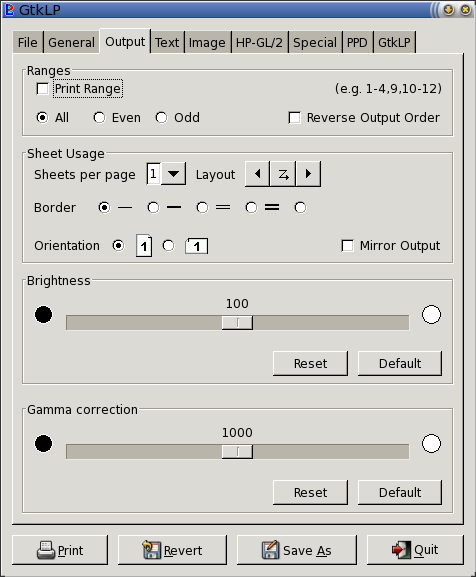 GtkLP
File General Output Text Image HP-GL/2 Special PPD GtkLP
Ranges
Print Range (e.g. 1-4,9,10-12)
All Even Odd Reverse Output Order
Sheet Usage
Sheets per page 1 Layout
Border
Orientation 1 1 Mirror Output
Brightness
100
Reset Default
Gamma correction
1000
Reset Default
Print Revert Save As Quit